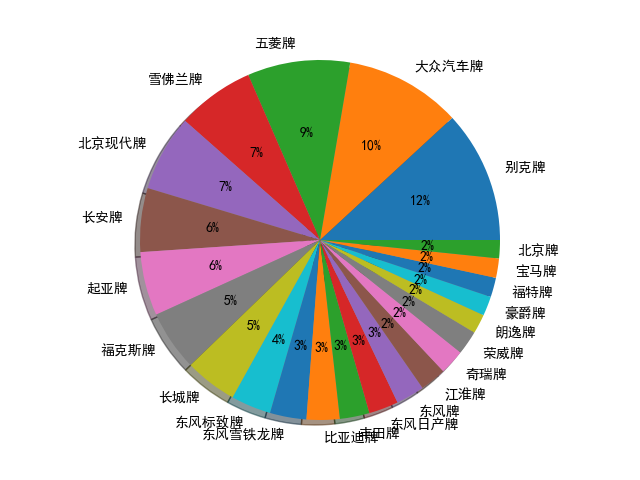 别克牌
12%
大众汽车牌
10%
五菱牌
9%
雪佛兰牌
7%
北京现代牌
7%
长安牌
6%
起亚牌
6%
福克斯牌
5%
长城牌
5%
东风标致牌
4%
东风雪铁龙牌
3%
比亚迪牌
3%
丰田牌
3%
东风日产牌
3%
东风牌
3%
江淮牌
2%
奇瑞牌
2%
荣威牌
2%
朗逸牌
2%
豪爵牌
2%
福特牌
2%
宝马牌
2%
北京牌
2%